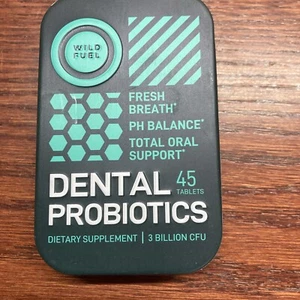 WILD
FUEL
FRESH
BREATH*
PH BALANCE*
TOTAL ORAL
SUPPORT*
DENTAL 45
TABLETS
PROBIOTICS
DIETARY SUPPLEMENT | 3 BILLION CFU